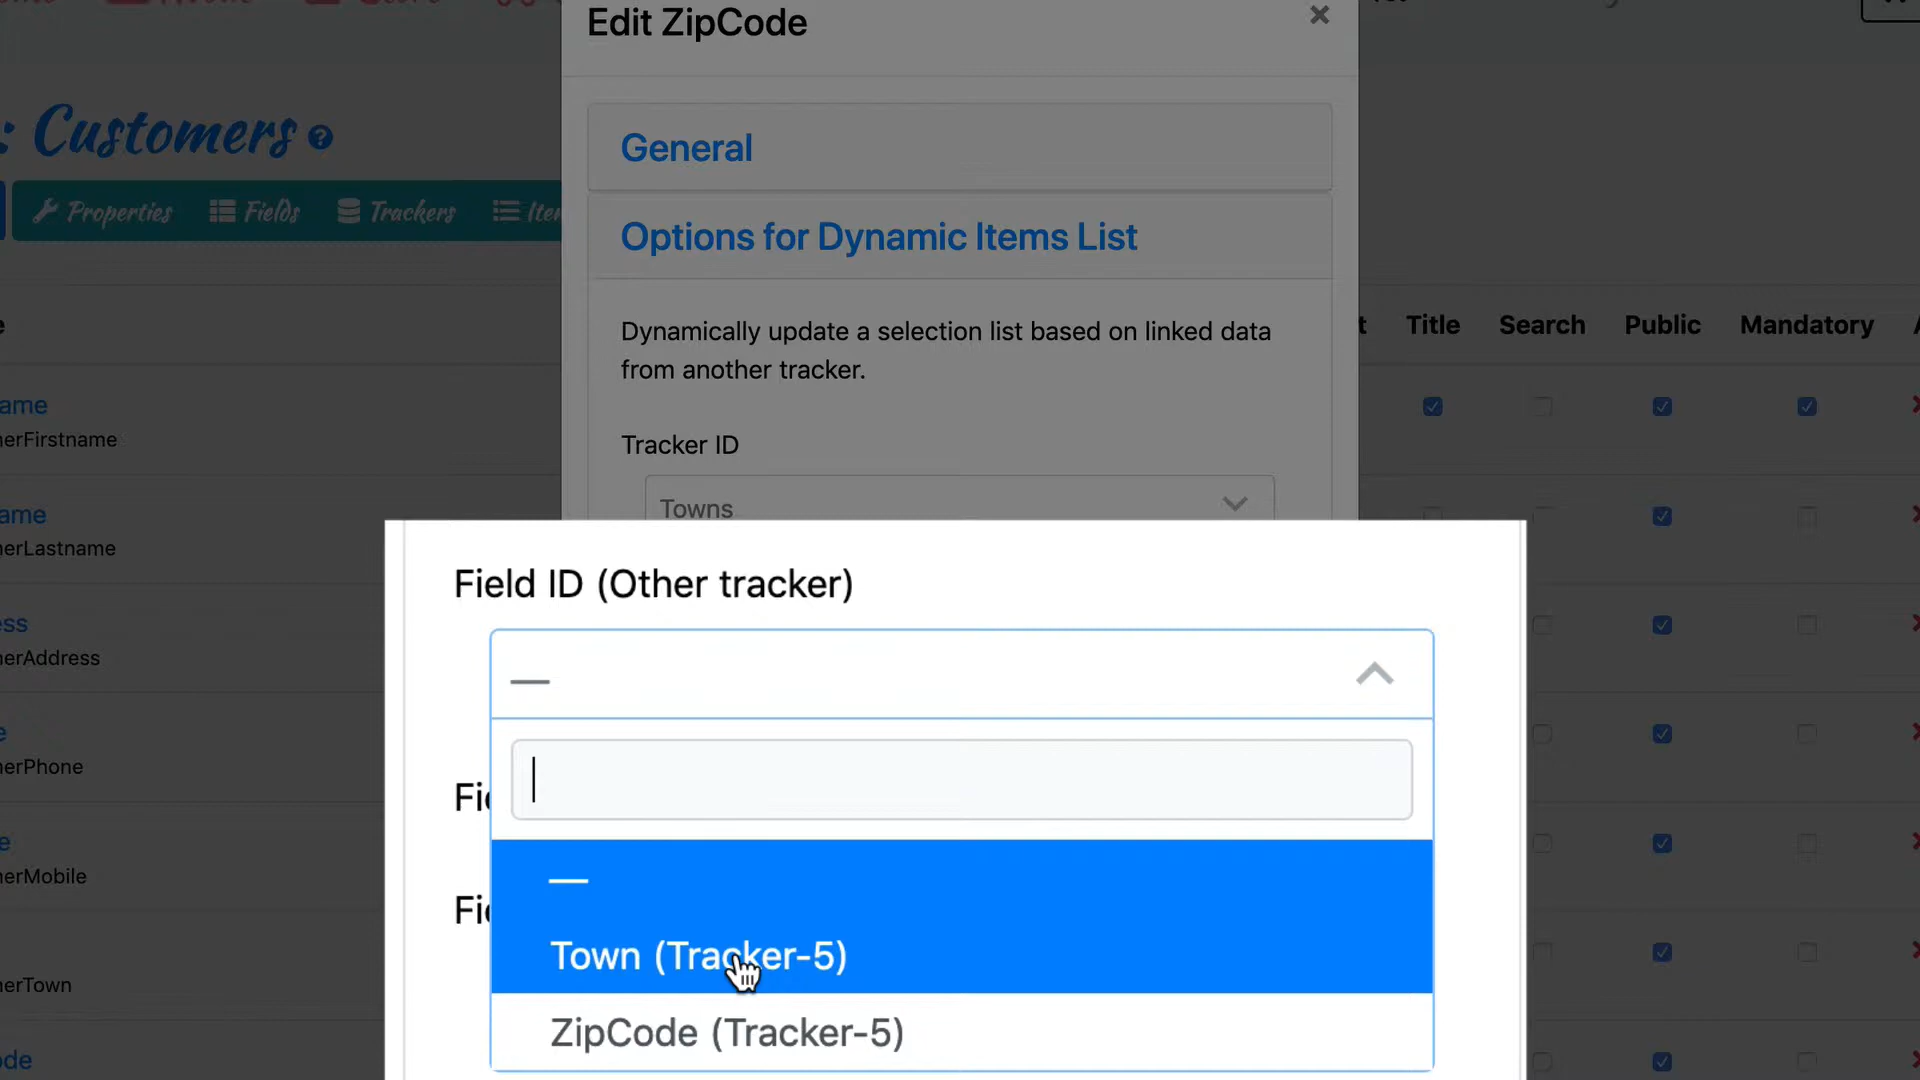 Edit ZipCode
: Customers
Properties
Fields
Trackers
General
Options for Dynamic Items List
Dynamically update a selection list based on linked data
from another tracker.
Title
Search
Public
Mandatory
Tracker ID
Towns
ame
erFirstname
ame
erLastname
ess
erAddress
erPhone
erMobile
erTown
ode
Field ID (Other tracker)
—
Fi
—
Fi
Town (Tracker-5)
ZipCode (Tracker-5)